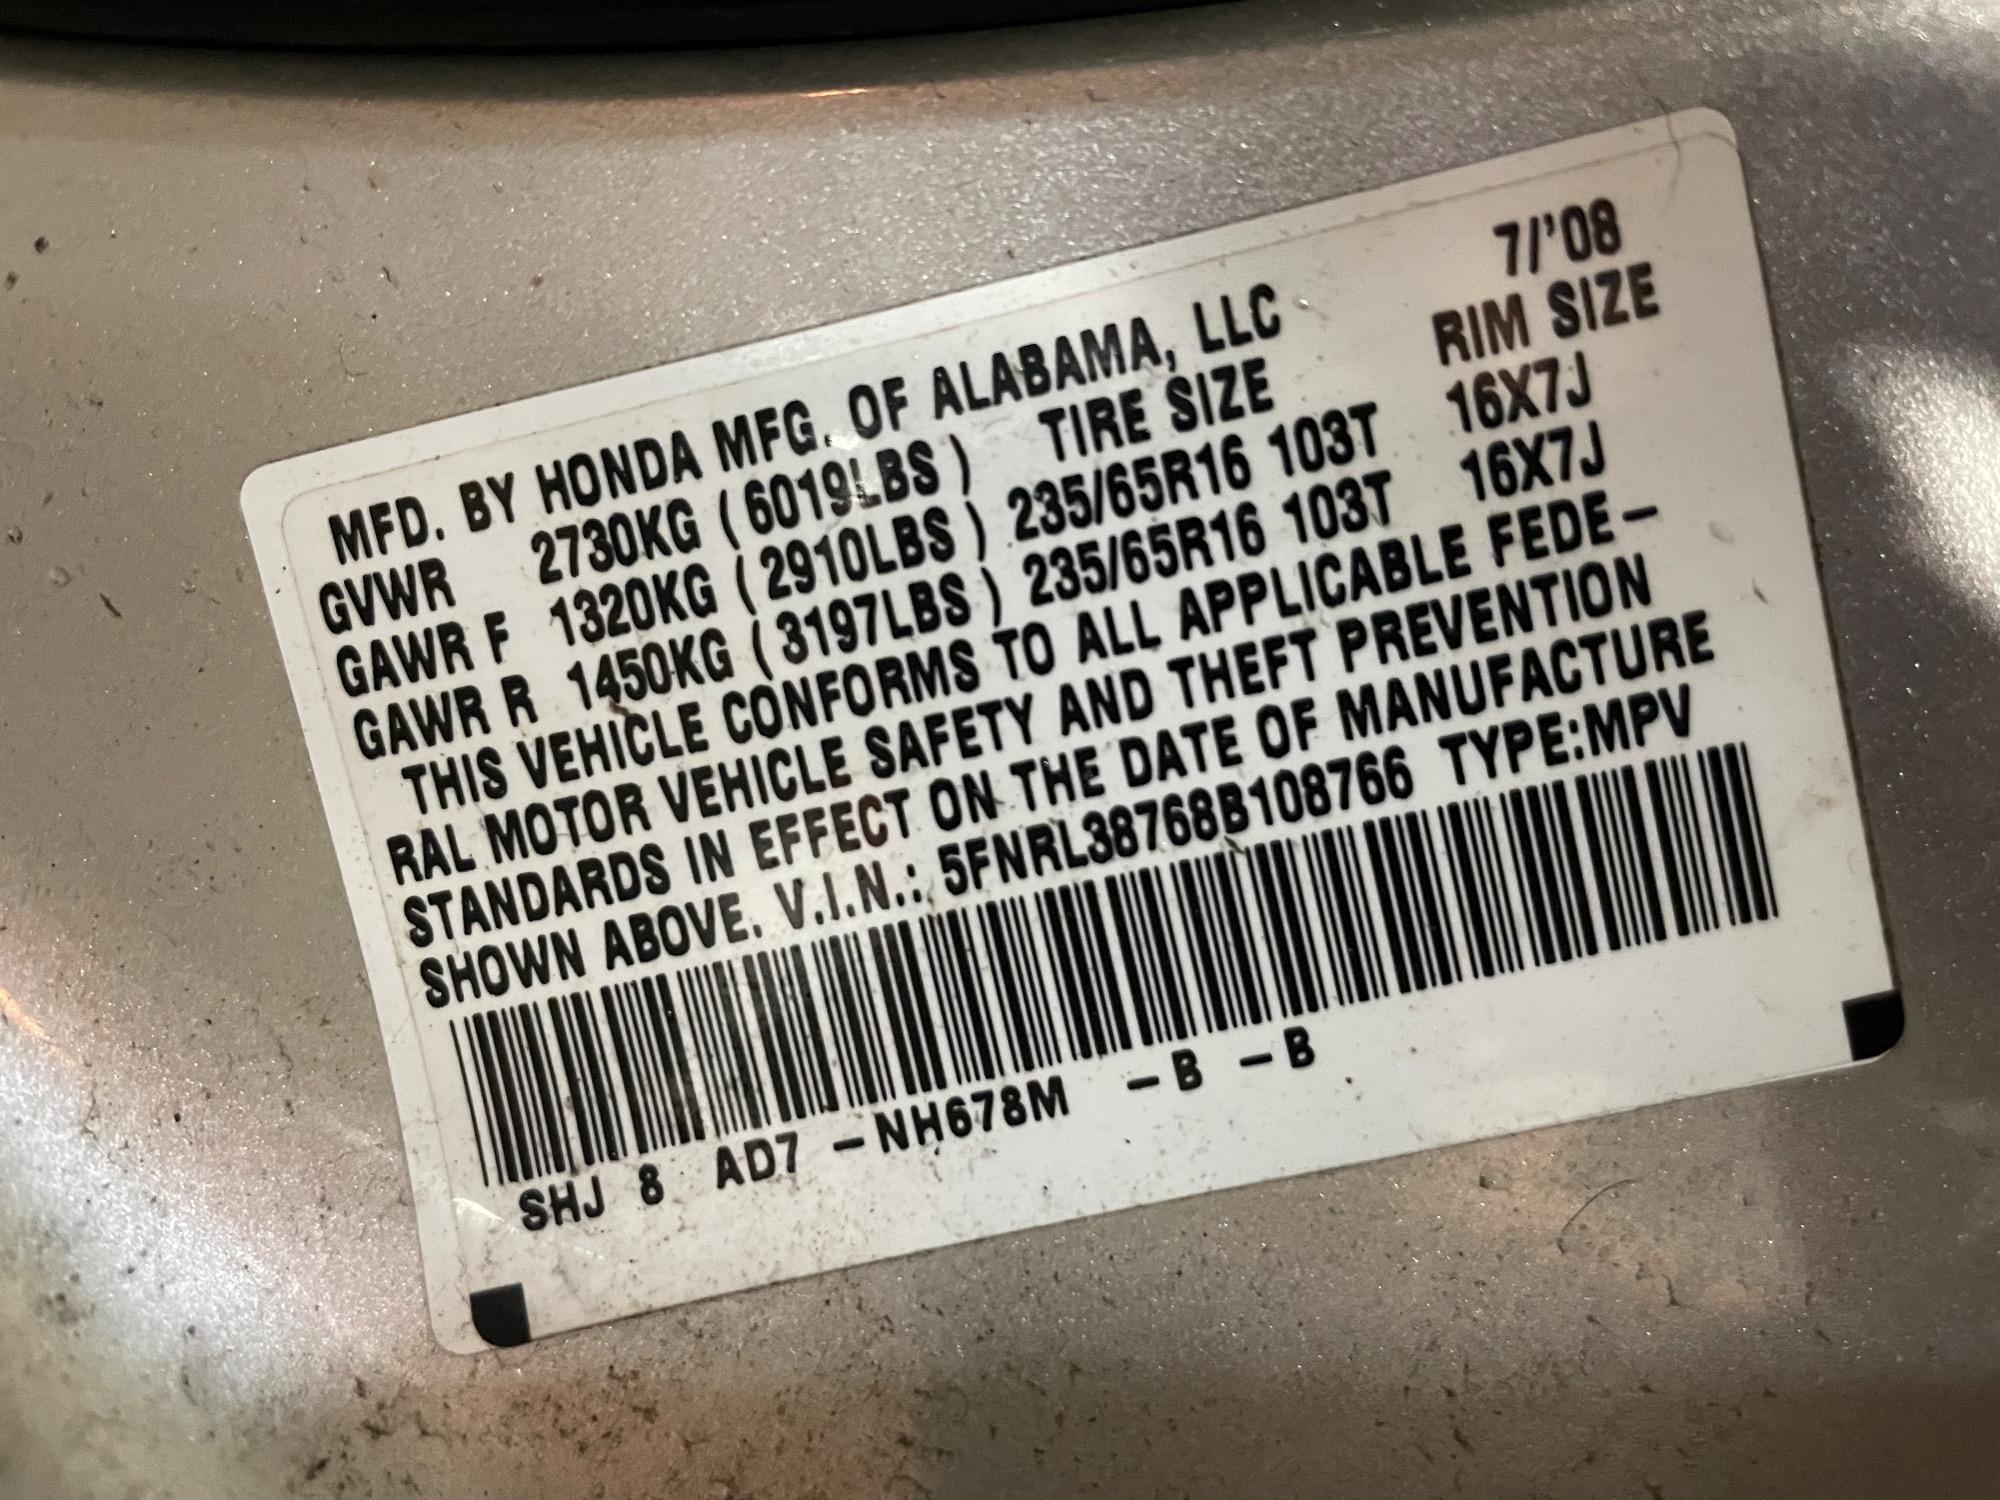 7/'08
MFD. BY HONDA MFG. OF ALABAMA, LLC
TIRE SIZE RIM SIZE
GVWR 2730KG (6019LBS)
GAWR F 1320KG (2910LBS) 235/65R16 103T 16X7J
GAWR R 1450KG (3197LBS) 235/65R16 103T 16X7J
THIS VEHICLE CONFORMS TO ALL APPLICABLE FEDE-
RAL MOTOR VEHICLE SAFETY AND THEFT PREVENTION
STANDARDS IN EFFECT ON THE DATE OF MANUFACTURE
SHOWN ABOVE. V.I.N.: 5FNRL38768B108766 TYPE:MPV
SHJ 8 AD7 -NH678M -B -B